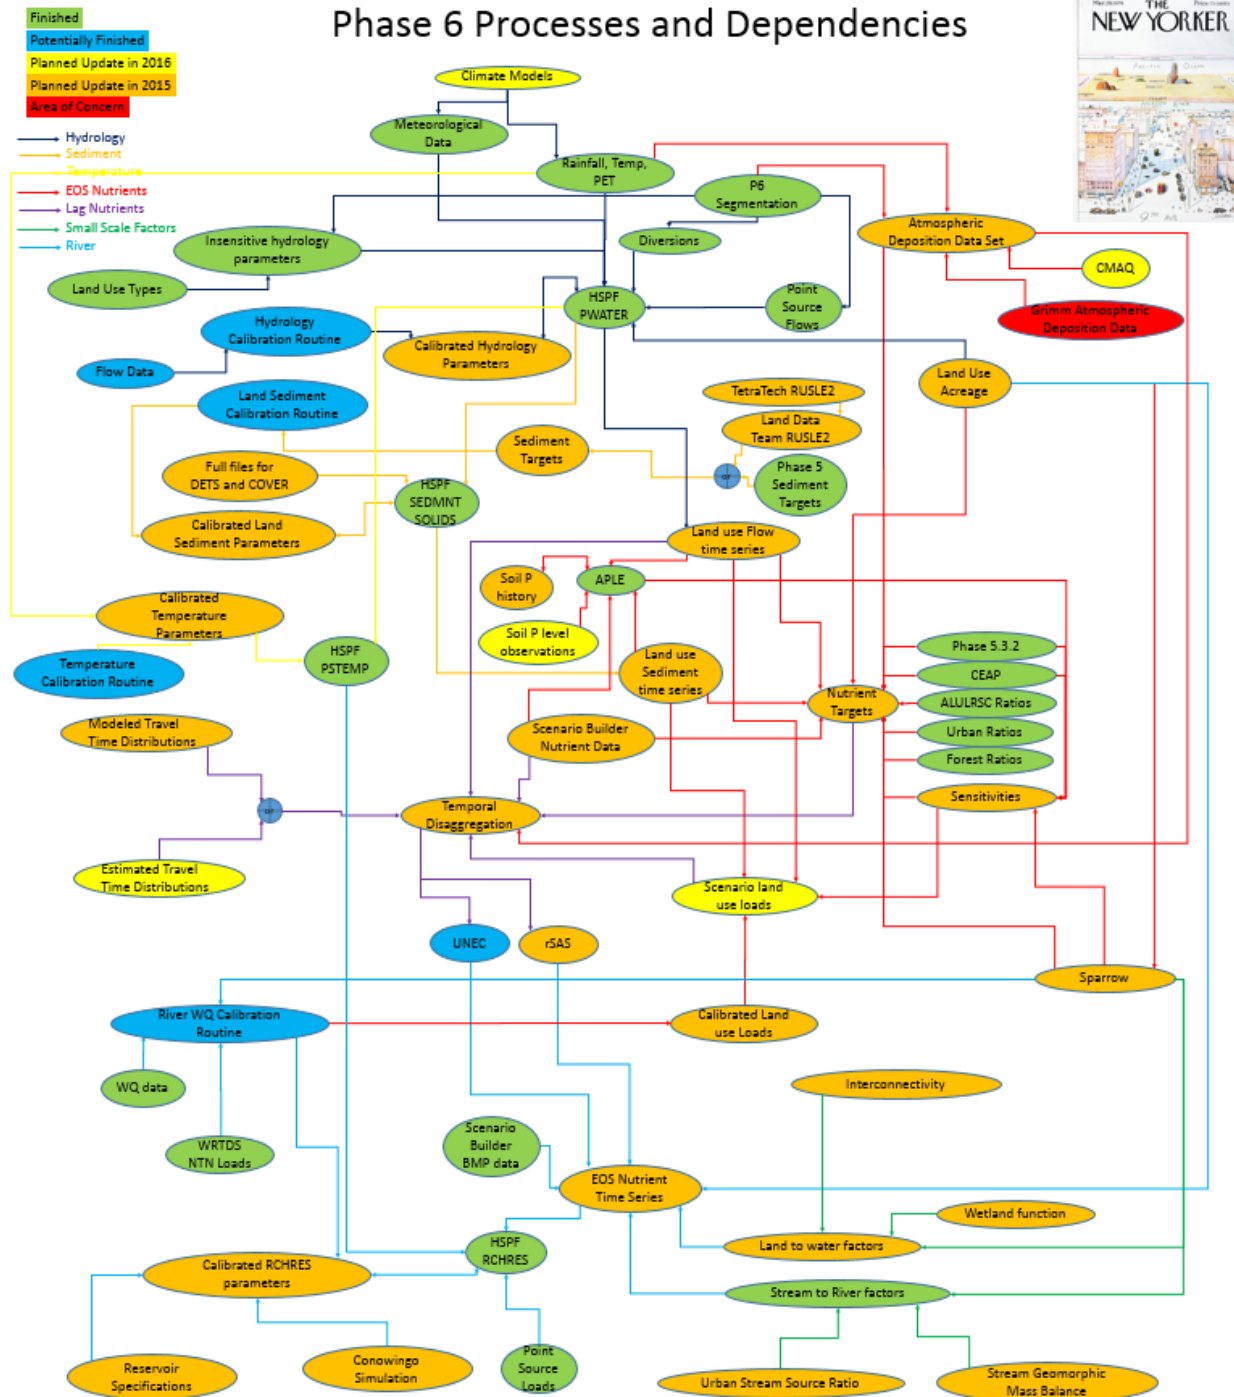 Phase 6 Processes and Dependencies
Finished
Potentially Finished
Planned Update in 2016
Planned Update in 2015
Area of Concern
Hydrology
Sediment
Temperature
EOS Nutrients
Lag Nutrients
Small Scale Factors
River
THE
NEW YORKER
Climate Models
Meteorological
Data
Rainfall, Temp,
PET
P6
Segmentation
Insensitive hydrology
parameters
Diversions
Atmospheric
Deposition Data Set
CMAQ
Land Use Types
HSPF
PWATER
Point
Source
Flows
Grimm Atmospheric
Deposition Data
Hydrology
Calibration Routine
Calibrated Hydrology
Parameters
Flow Data
Land Use
Acreage
TetraTech RUSLE2
Land Sediment
Calibration Routine
Land Data
Team RUSLE2
Sediment
Targets
or
Full files for
DETS and COVER
Phase 5
Sediment
Targets
HSPF
SEDMNT
SOLIDS
Calibrated Land
Sediment Parameters
Land use Flow
time series
Soil P
history
APLE
Calibrated
Temperature
Parameters
Soil P level
observations
Phase 5.3.2
HSPF
PSTEMP
Land use
Sediment
time series
Temperature
Calibration Routine
CEAP
Nutrient
Targets
ALULRSC Ratios
Modeled Travel
Time Distributions
Scenario Builder
Nutrient Data
Urban Ratios
Forest Ratios
Sensitivities
or
Temporal
Disaggregation
Estimated Travel
Time Distributions
Scenario land
use loads
UNEC
rSAS
Sparrow
River WQ Calibration
Routine
Calibrated Land
use Loads
WQ data
Interconnectivity
WRTDS
NTN Loads
Scenario
Builder
BMP data
EOS Nutrient
Time Series
Wetland function
HSPF
RCHRES
Land to water factors
Calibrated RCHRES
parameters
Stream to River factors
Reservoir
Specifications
Conowingo
Simulation
Point
Source
Loads
Urban Stream Source Ratio
Stream Geomorphic
Mass Balance